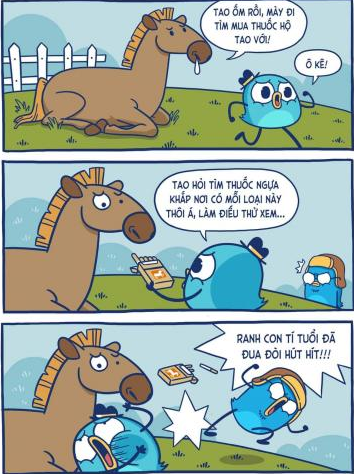 TAO ỐM RỒI, MÀY ĐI
TÌM MUA THUỐC HỘ
TAO VỚI!
Ô KÊ!
TAO HỎI TÌM THUỐC NGỰA
KHẮP NƠI CÓ MỖI LOẠI NÀY
THÔI Á, LÀM ĐIẾU THỬ XEM...
RANH CON TÍ TUỔI ĐÃ
ĐUA ĐÒI HÚT HÍT!!!